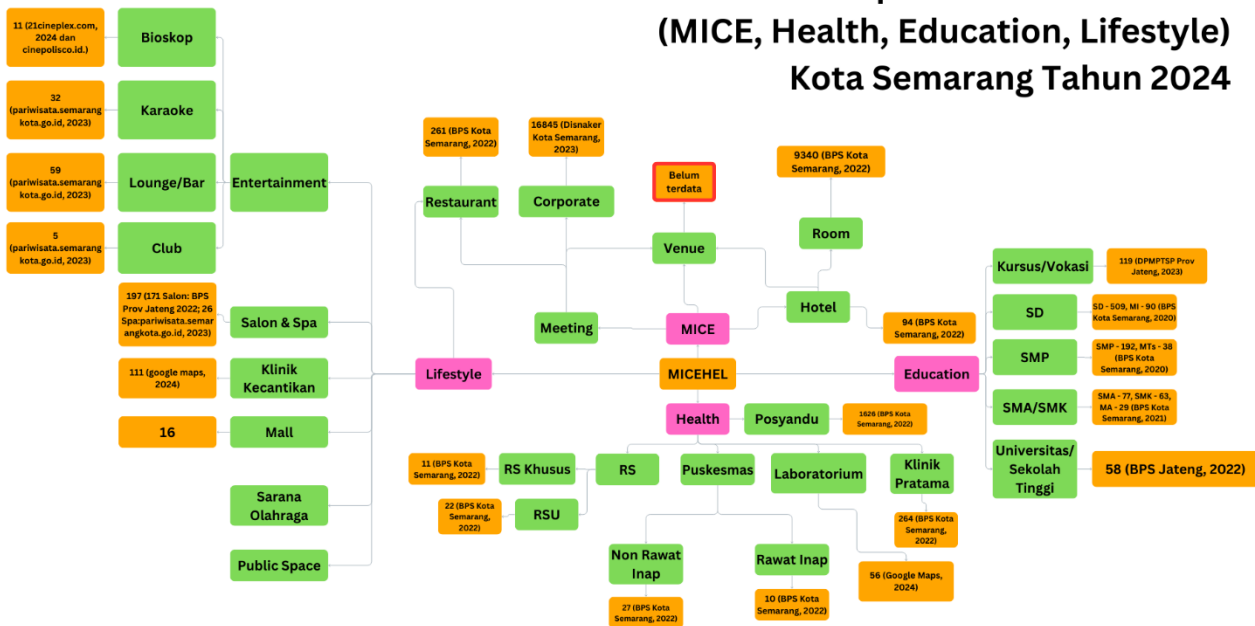 (MICE, Health, Education, Lifestyle)
Kota Semarang Tahun 2024
11 (21cineplex.com,
2024 dan
cinepolisco.id.)
Bioskop
32
(pariwisata.semarang
kota.go.id, 2023)
Karaoke
59
(pariwisata.semarang
kota.go.id, 2023)
Lounge/Bar
Entertainment
5
(pariwisata.semarang
kota.go.id, 2023)
Club
197 (171 Salon: BPS
Prov Jateng 2022; 26
Spa:pariwisata.semar
angkota.go.id, 2023)
Salon & Spa
111 (google maps,
2024)
Klinik
Kecantikan
16
Mall
Sarana
Olahraga
Public Space
Lifestyle
261 (BPS Kota
Semarang, 2022)
Restaurant
16845 (Disnaker
Kota Semarang,
2023)
Corporate
Meeting
Belum
terdata
Venue
MICE
9340 (BPS Kota
Semarang, 2022)
Room
Hotel
94 (BPS Kota
Semarang, 2022)
MICEHEL
Education
Kursus/Vokasi
119 (DPMPTSP Prov
Jateng, 2023)
SD
SD - 509, MI - 90 (BPS
Kota Semarang, 2020)
SMP
SMP - 192, MTs - 38
(BPS Kota
Semarang, 2020)
SMA/SMK
SMA - 77, SMK - 63,
MA - 29 (BPS Kota
Semarang, 2021)
Universitas/
Sekolah
Tinggi
58 (BPS Jateng, 2022)
Health
Posyandu
1626 (BPS Kota
Semarang,
2022)
11 (BPS Kota
Semarang, 2022)
RS Khusus
RS
22 (BPS Kota
Semarang,
2022)
RSU
Puskesmas
Non Rawat
Inap
27 (BPS Kota
Semarang, 2022)
Rawat Inap
10 (BPS Kota
Semarang, 2022)
Laboratorium
56 (Google Maps,
2024)
Klinik
Pratama
264 (BPS Kota
Semarang,
2022)